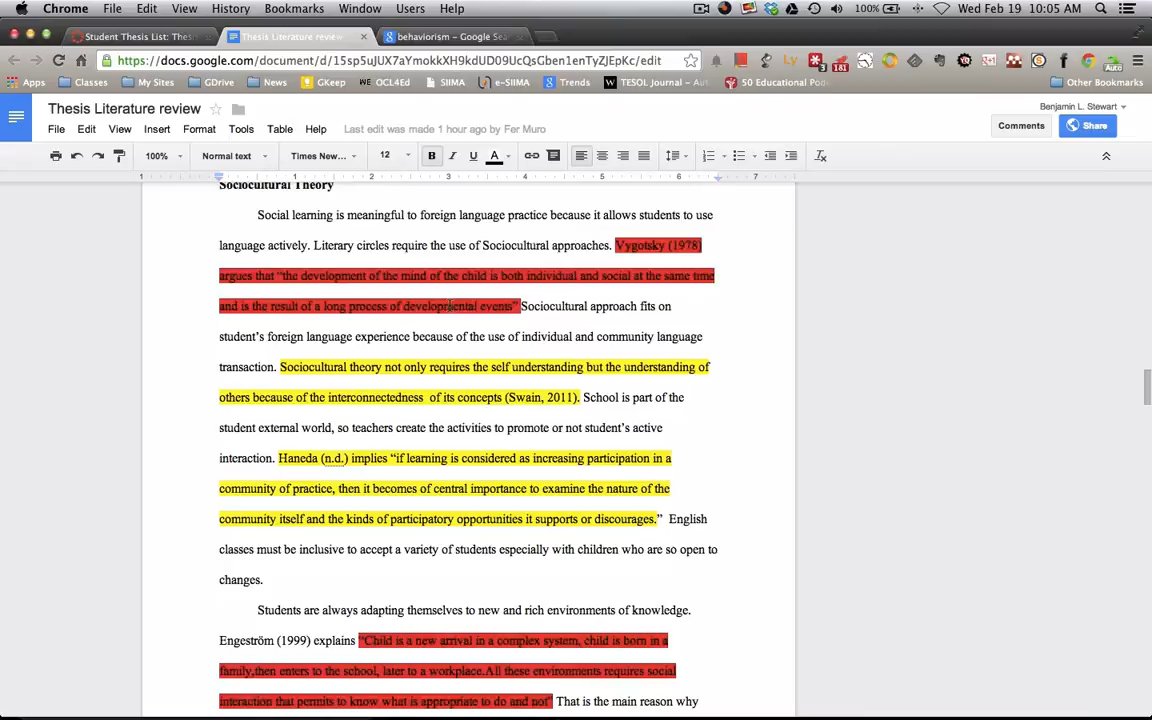 Chrome File Edit View History Bookmarks Window Users Help 100% Wed Feb 19 10:05 AM
Student Thesis List: Thes Thesis Literature review behaviorism - Google Sea
https://docs.google.com/document/d/15sp5uJUX7aYmokkXH9kdUD09UcQsGben1enTyZJEpKc/edit
Apps Classes My Sites GDrive News GKeep WE OCL4Ed SIIMA e-SIIMA Trends W TESOL Journal - Aut 50 Educational Pod Other Bookmarks
Thesis Literature review
Benjamin L. Stewart
File Edit View Insert Format Tools Table Help Last edit was made 1 hour ago by Fer Muro
Comments Share
100% Normal text Times New... 12 B I U A
1 1 2 3 4 5 6 7
Sociocultural Theory
Social learning is meaningful to foreign language practice because it allows students to use
language actively. Literary circles require the use of Sociocultural approaches. Vygotsky (1978)
argues that “the development of the mind of the child is both individual and social at the same time
and is the result of a long process of developmental events” Sociocultural approach fits on
student’s foreign language experience because of the use of individual and community language
transaction. Sociocultural theory not only requires the self understanding but the understanding of
others because of the interconnectedness of its concepts (Swain, 2011). School is part of the
student external world, so teachers create the activities to promote or not student’s active
interaction. Haneda (n.d.) implies “if learning is considered as increasing participation in a
community of practice, then it becomes of central importance to examine the nature of the
community itself and the kinds of participatory opportunities it supports or discourages.” English
classes must be inclusive to accept a variety of students especially with children who are so open to
changes.
Students are always adapting themselves to new and rich environments of knowledge.
Engeström (1999) explains “Child is a new arrival in a complex system, child is born in a
family,then enters to the school, later to a workplace.All these environments requires social
interaction that permits to know what is appropriate to do and not” That is the main reason why